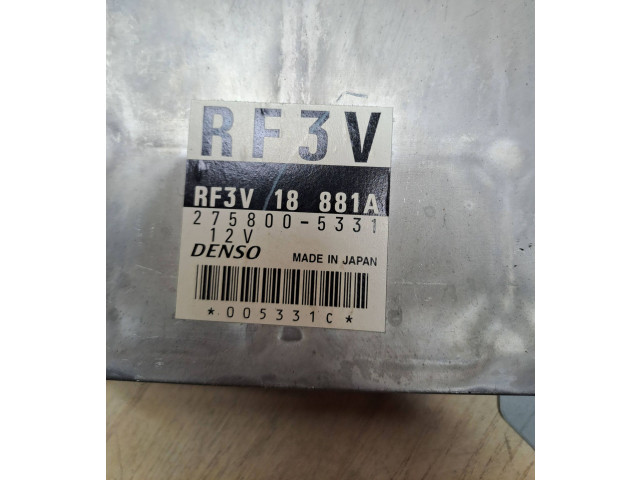 RF3V
RF3V 18 881A
275800-5331
12V
DENSO MADE IN JAPAN
*005331C*